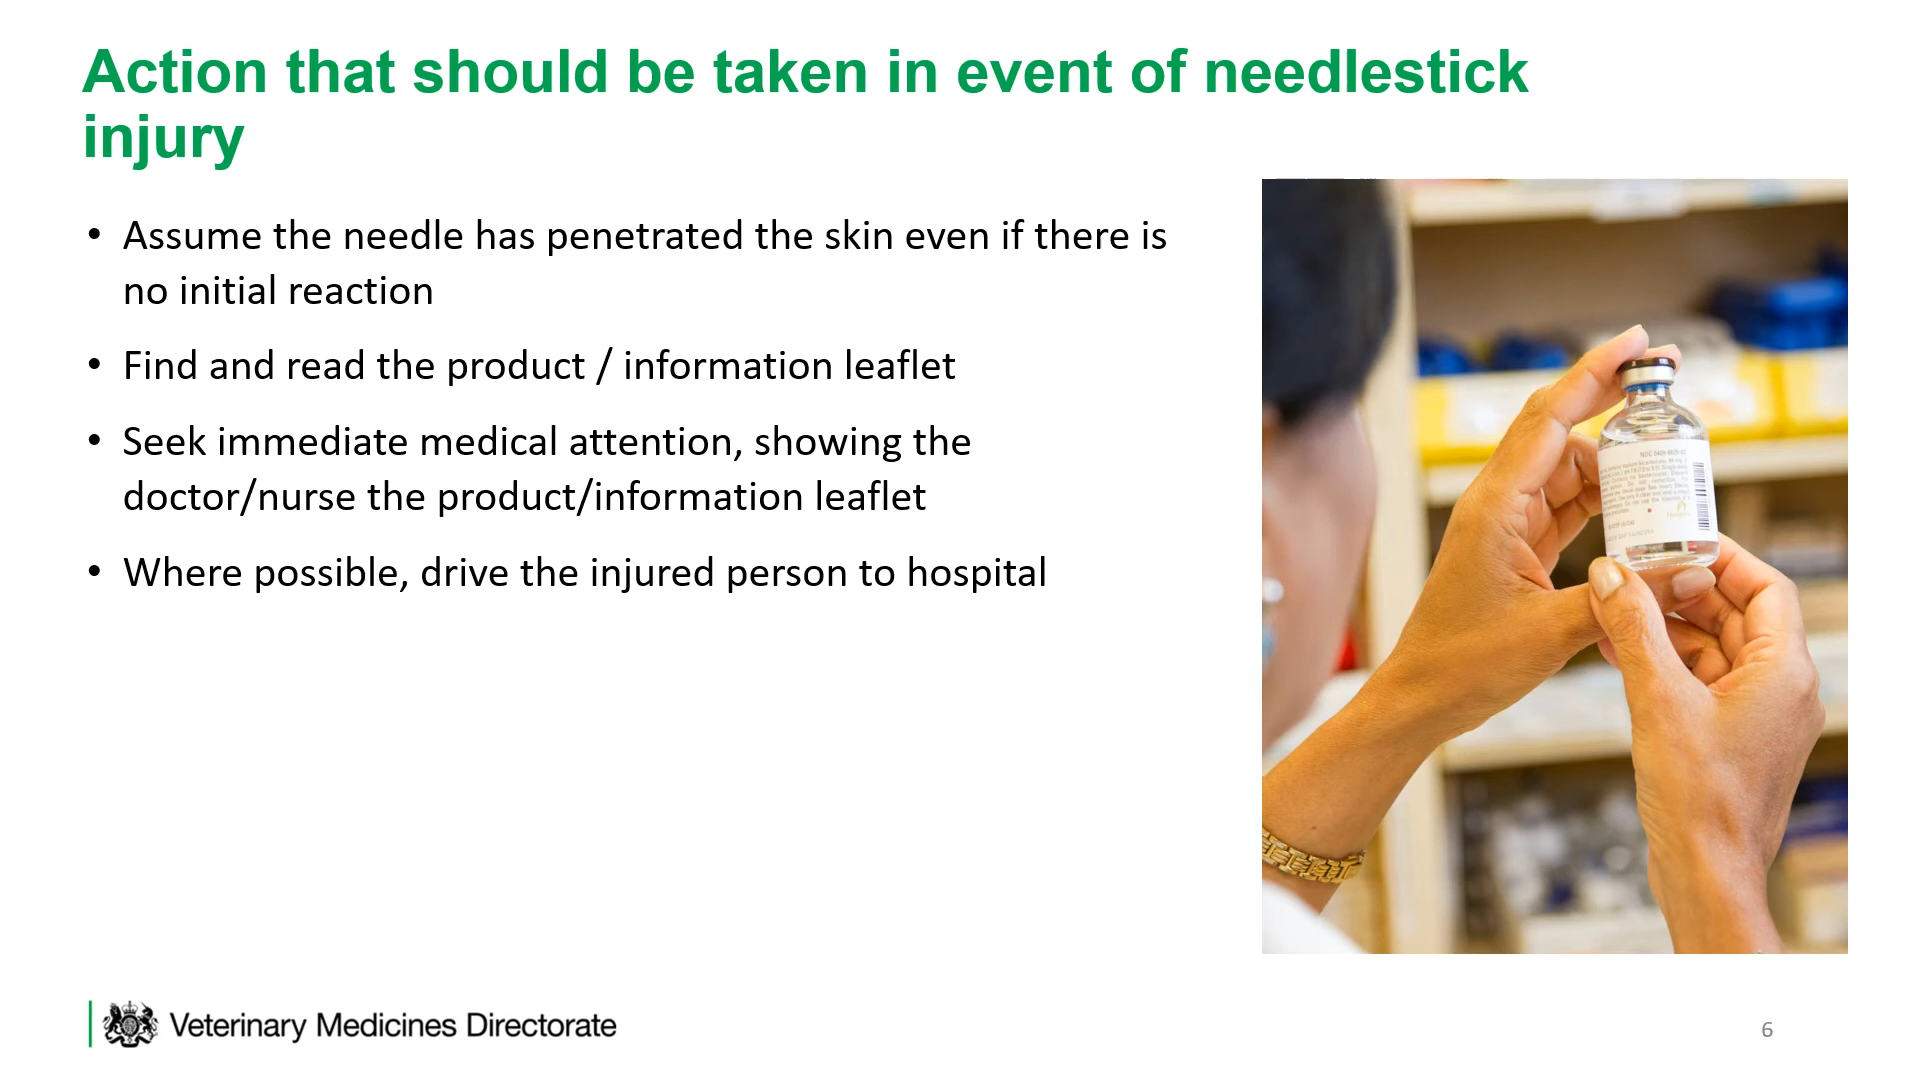 Action that should be taken in event of needlestick
injury
• Assume the needle has penetrated the skin even if there is
no initial reaction
• Find and read the product / information leaflet
• Seek immediate medical attention, showing the
doctor/nurse the product/information leaflet
• Where possible, drive the injured person to hospital
Veterinary Medicines Directorate
6